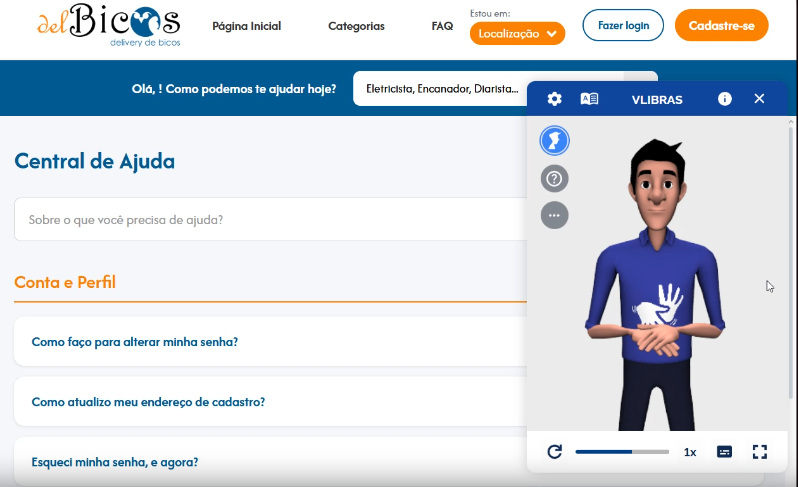 delBicos
delivery de bicos
Página Inicial
Categorias
FAQ
Estou em:
Localização
Fazer login
Cadastre-se
Olá, ! Como podemos te ajudar hoje?
Eletricista, Encanador, Diarista...
VLIBRAS
Central de Ajuda
Sobre o que você precisa de ajuda?
Conta e Perfil
Como faço para alterar minha senha?
Como atualizo meu endereço de cadastro?
Esqueci minha senha, e agora?
1x